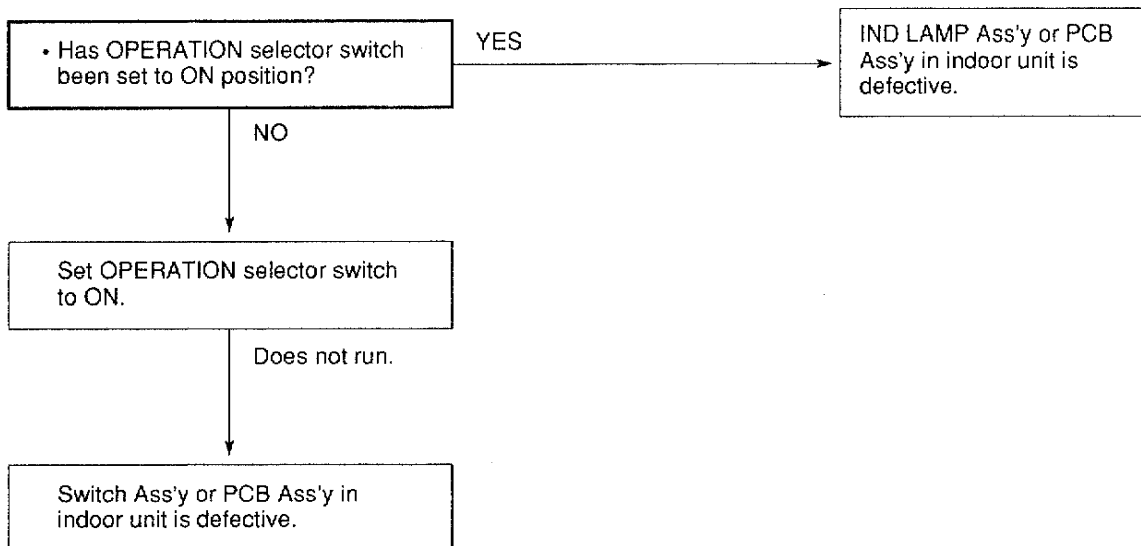 • Has OPERATION selector switch
been set to ON position?
YES
IND LAMP Ass'y or PCB
Ass'y in indoor unit is
defective.
NO
Set OPERATION selector switch
to ON.
Does not run.
Switch Ass'y or PCB Ass'y in
indoor unit is defective.